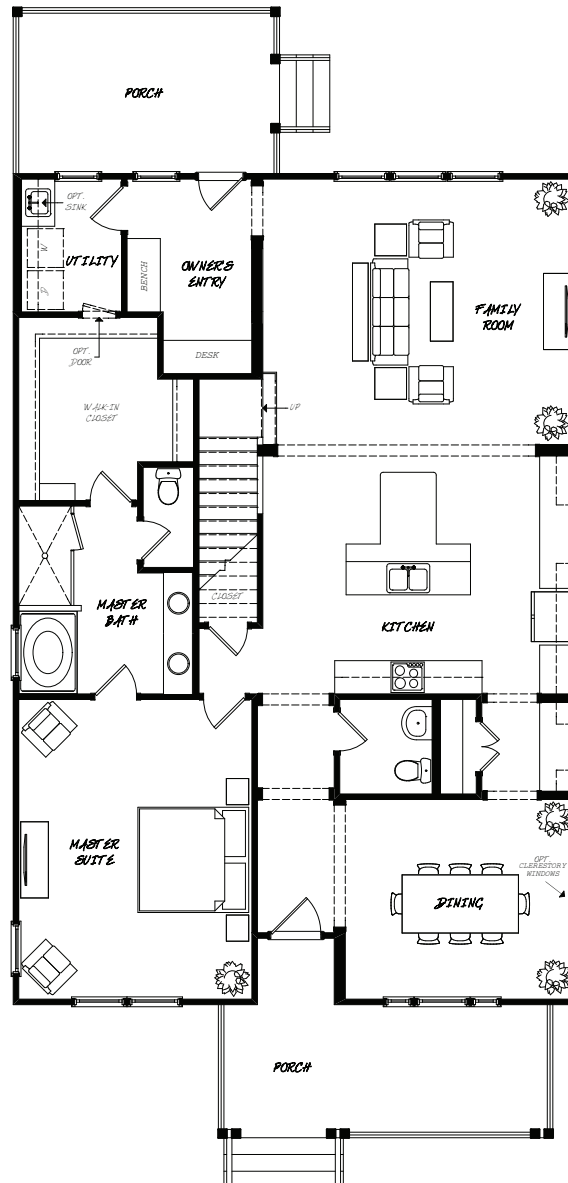 PORCH
OPT.
SINK
W
UTILITY
D
BENCH
OWNER'S
ENTRY
FAMILY
ROOM
OPT.
DOOR
DESK
WALK-IN
CLOSET
UP
CLOSET
MASTER
BATH
KITCHEN
MASTER
SUITE
OPT.
CLERESTORY
WINDOWS
DINING
PORCH